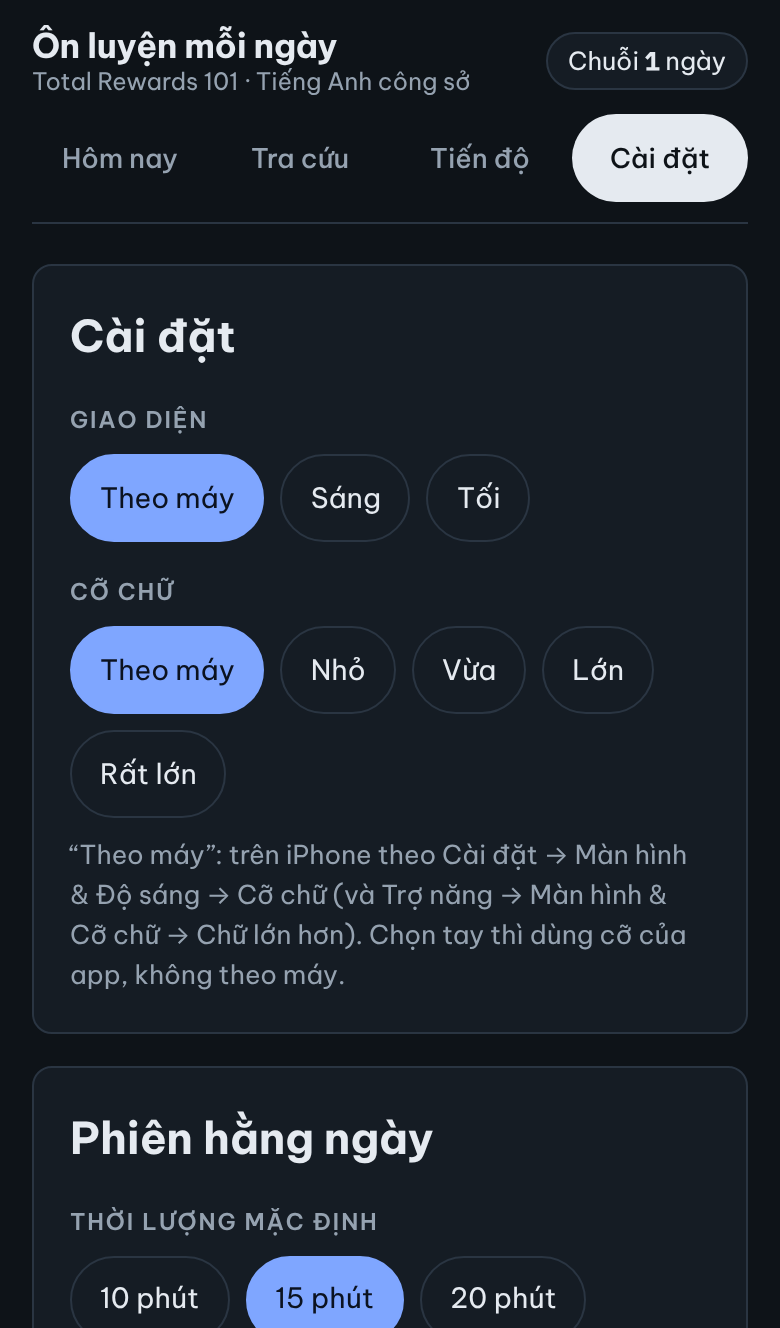 Ôn luyện mỗi ngày
Total Rewards 101 · Tiếng Anh công sở
Chuỗi 1 ngày
Hôm nay Tra cứu Tiến độ Cài đặt
Cài đặt
GIAO DIỆN
Theo máy Sáng Tối
CỠ CHỮ
Theo máy Nhỏ Vừa Lớn
Rất lớn
“Theo máy”: trên iPhone theo Cài đặt → Màn hình
& Độ sáng → Cỡ chữ (và Trợ năng → Màn hình &
Cỡ chữ → Chữ lớn hơn). Chọn tay thì dùng cỡ của
app, không theo máy.
Phiên hằng ngày
THỜI LƯỢNG MẶC ĐỊNH
10 phút 15 phút 20 phút